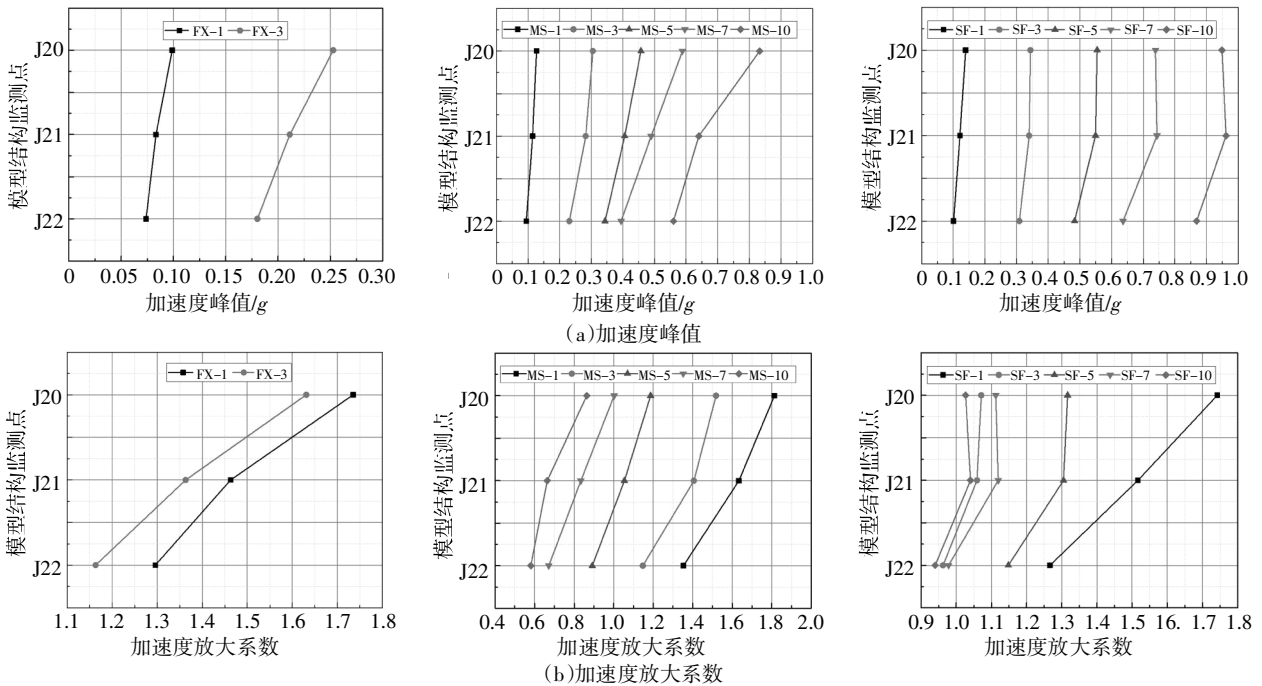 FX-1 FX-3
J20
J21
J22
模型结构监测点
0 0.05 0.10 0.15 0.20 0.25 0.30
加速度峰值/g
MS-1 MS-3 MS-5 MS-7 MS-10
J20
J21
J22
模型结构监测点
0 0.1 0.2 0.3 0.4 0.5 0.6 0.7 0.8 0.9 1.0
加速度峰值/g
SF-1 SF-3 SF-5 SF-7 SF-10
J20
J21
J22
模型结构监测点
0 0.1 0.2 0.3 0.4 0.5 0.6 0.7 0.8 0.9 1.0
加速度峰值/g
(a)加速度峰值
FX-1 FX-3
J20
J21
J22
模型结构监测点
1.1 1.2 1.3 1.4 1.5 1.6 1.7 1.8
加速度放大系数
MS-1 MS-3 MS-5 MS-7 MS-10
J20
J21
J22
模型结构监测点
0.4 0.6 0.8 1.0 1.2 1.4 1.6 1.8 2.0
加速度放大系数
SF-1 SF-3 SF-5 SF-7 SF-10
J20
J21
J22
模型结构监测点
0.9 1.0 1.1 1.2 1.3 1.4 1.5 16. 1.7 1.8
加速度放大系数
(b)加速度放大系数